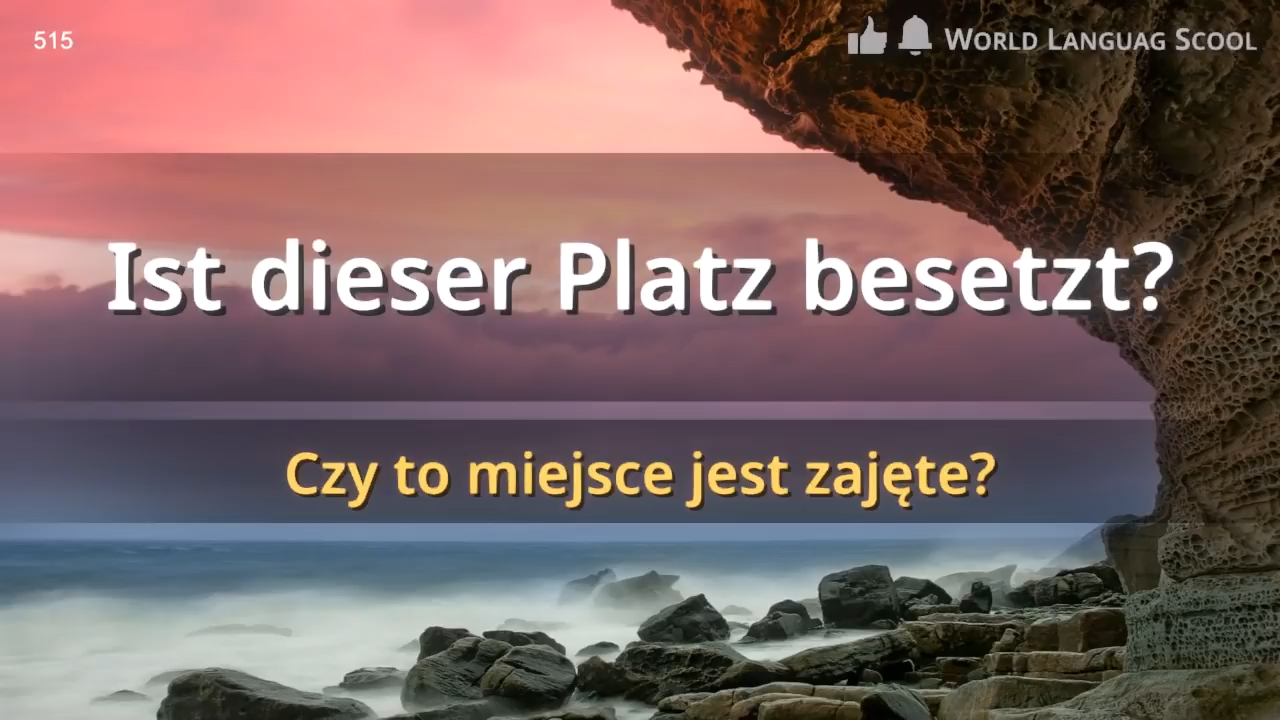 515
World Languag Scool
Ist dieser Platz besetzt?
Czy to miejsce jest zajęte?